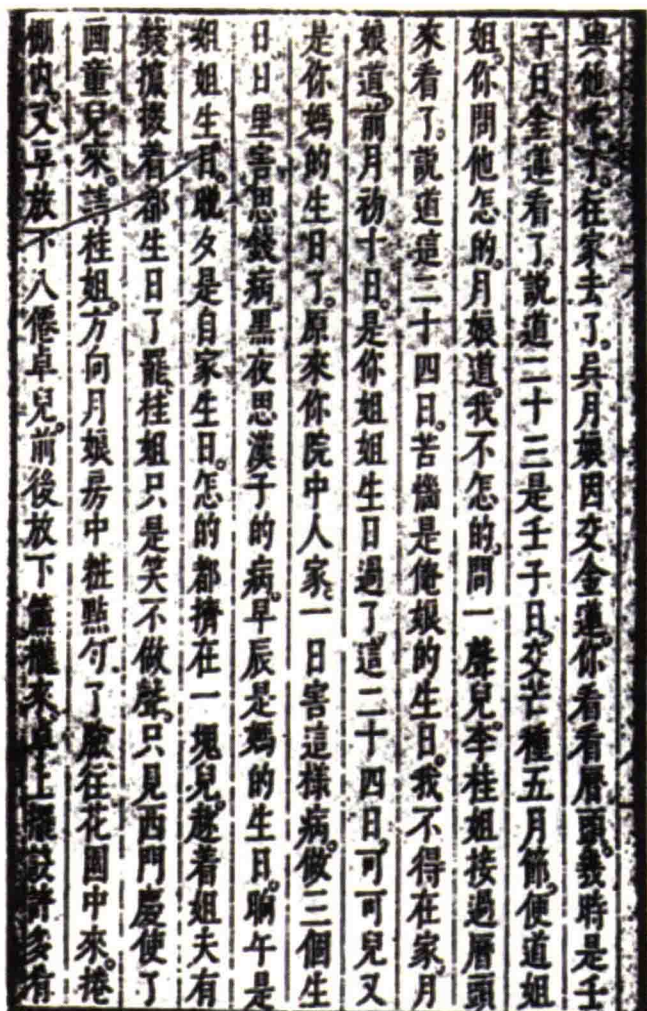 與他吃了。在家去了。吳月娘因交金蓮。你看看曆頭。幾時是壬
子日。金蓮看了。說道二十三是壬子日。交芒種五月節。便道姐
姐。你問他怎的。月娘道。我不怎的。問一聲兒。李桂姐接過曆頭
來看了。說道這二十四日。苦惱是俺娘的生日。我不得在家。月
娘道。前月初十日。是你姐姐生日過了。這二十四日。可可兒又
是你媽的生日了。原來你院中人家。一日害這樣病。做三個生
日。日里害思錢病。黑夜思漢子的病。早辰是媽的生日。晌午是
姐姐生日。晚夕是自家生日。怎的都擠在一塊兒。趁着姐夫有
錢攛掇着都生日了罷。桂姐只是笑不做聲。只見西門慶使了
画童兒來。請桂姐。方向月娘房中粧點勻了臉。往花園中來。捲
棚內。又早放下八僊卓兒。前後放下簾櫳來。卓上擺設許多肴